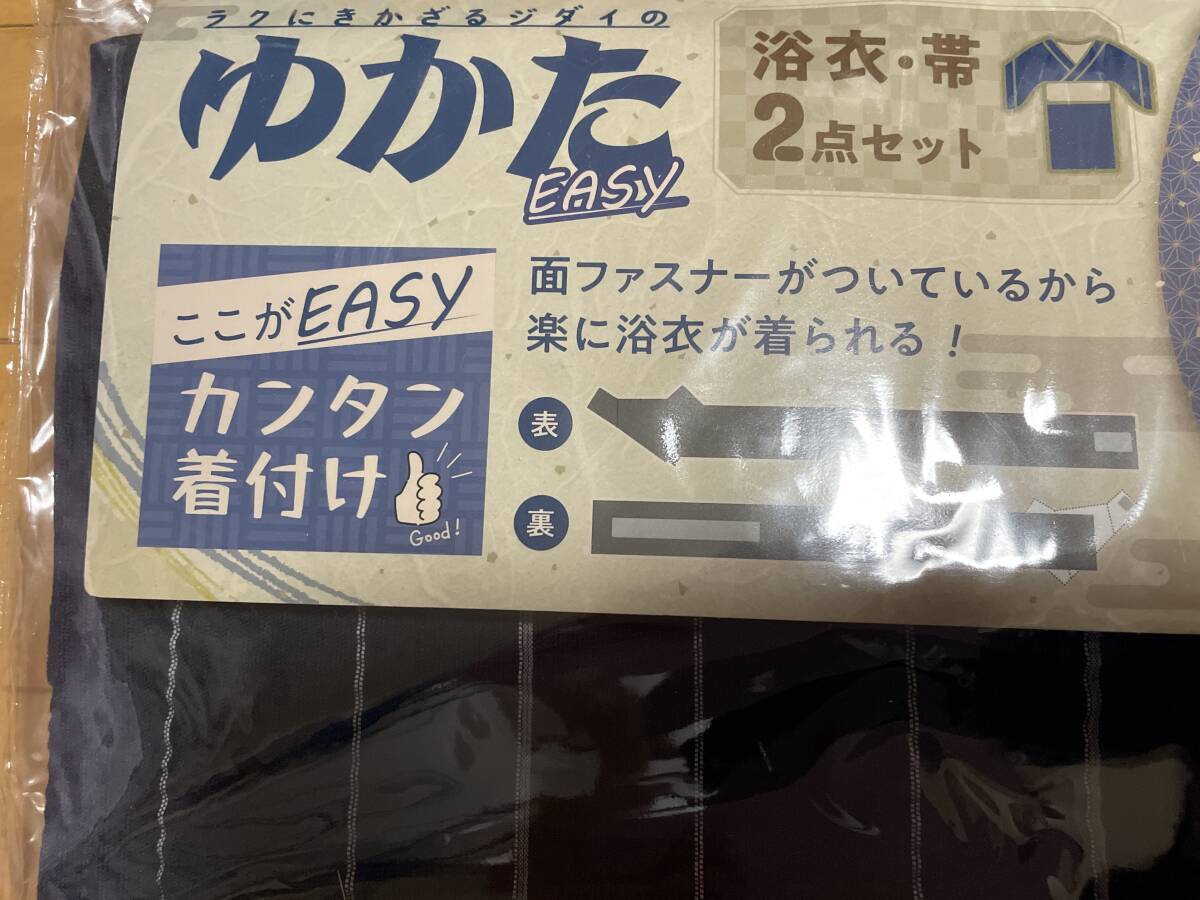 ラクにきかざるジダイの
ゆかた
EASY
浴衣・帯
2点セット
ここがEASY
カンタン
着付け
Good!
面ファスナーがついているから
楽に浴衣が着られる！
表
裏